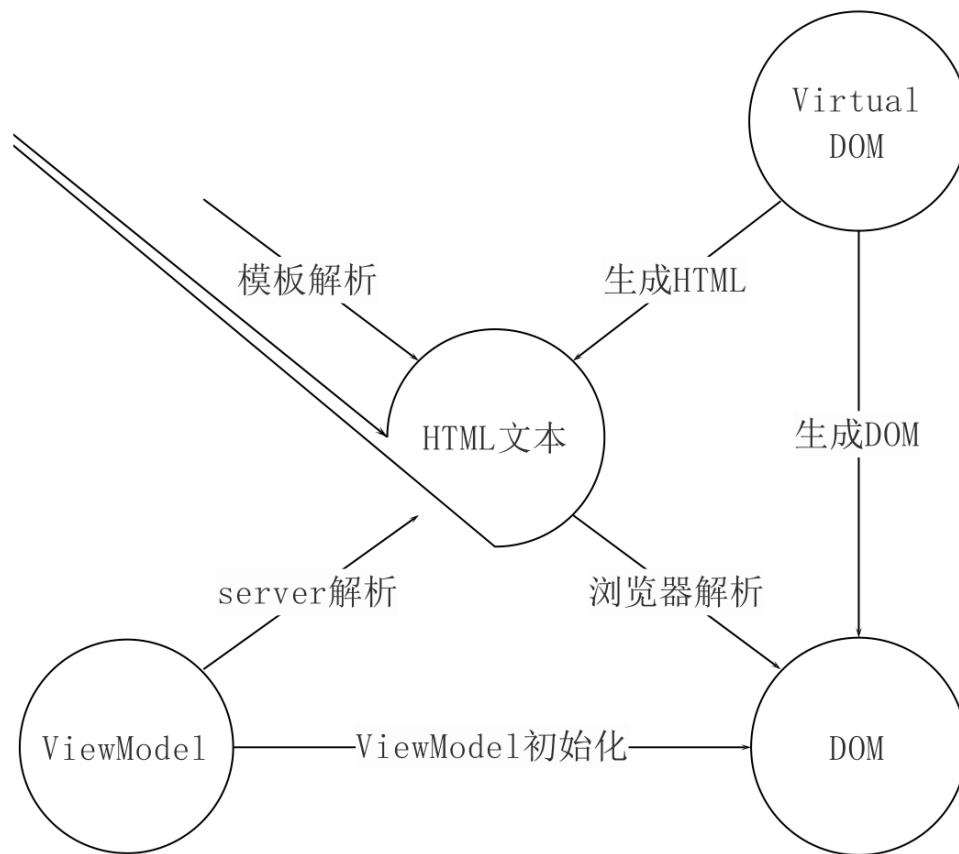 Virtual
DOM
模板解析
生成HTML
HTML文本
生成DOM
server解析
浏览器解析
ViewModel
ViewModel初始化
DOM